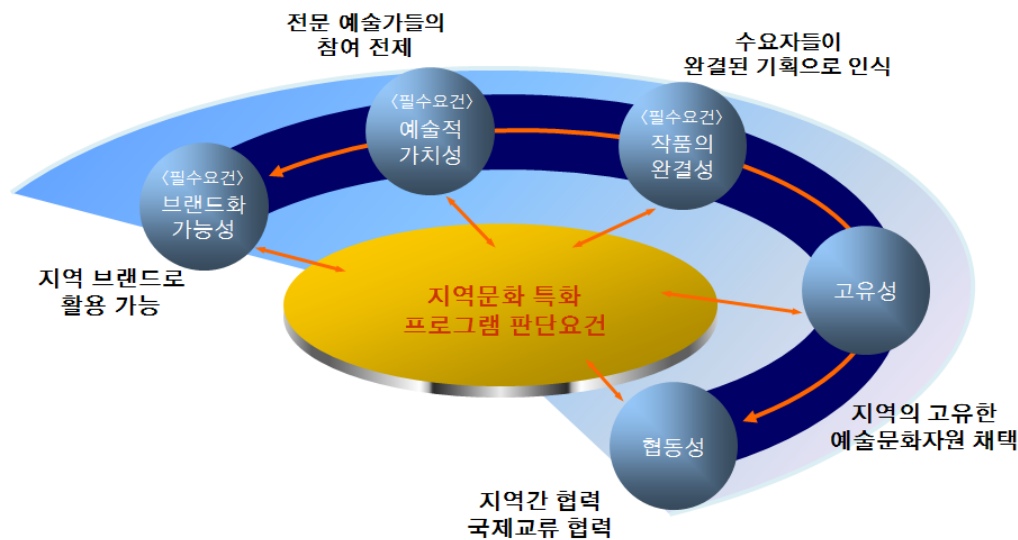 전문 예술가들의
참여 전제
수요자들이
완결된 기획으로 인식
<필수요건>
예술적
가치성
<필수요건>
작품의
완결성
<필수요건>
브랜드화
가능성
지역 브랜드로
활용 가능
지역문화 특화
프로그램 판단요건
고유성
지역의 고유한
예술문화자원 채택
협동성
지역간 협력
국제교류 협력